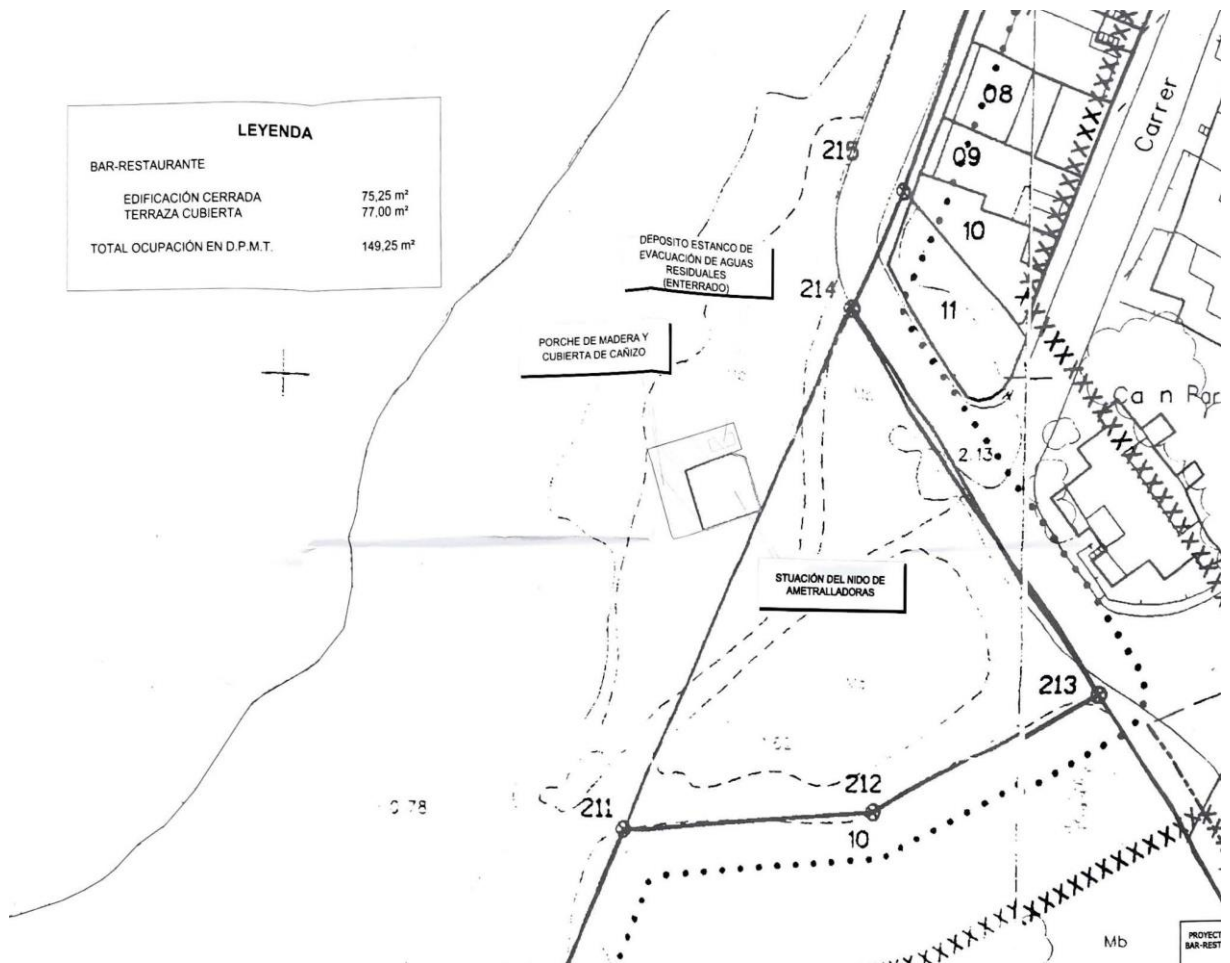 LEYENDA
BAR-RESTAURANTE
EDIFICACIÓN CERRADA 75,25 m²
TERRAZA CUBIERTA 77,00 m²
TOTAL OCUPACIÓN EN D.P.M.T. 149,25 m²
08
Carrer
215
09
10
DEPOSITO ESTANCO DE
EVACUACIÓN DE AGUAS
RESIDUALES
(ENTERRADO)
214
11
PORCHE DE MADERA Y
CUBIERTA DE CAÑIZO
Ca n
2.13
STUACIÓN DEL NIDO DE
AMETRALLADORAS
213
212
211
10
Mb
PROYECT
BAR-REST